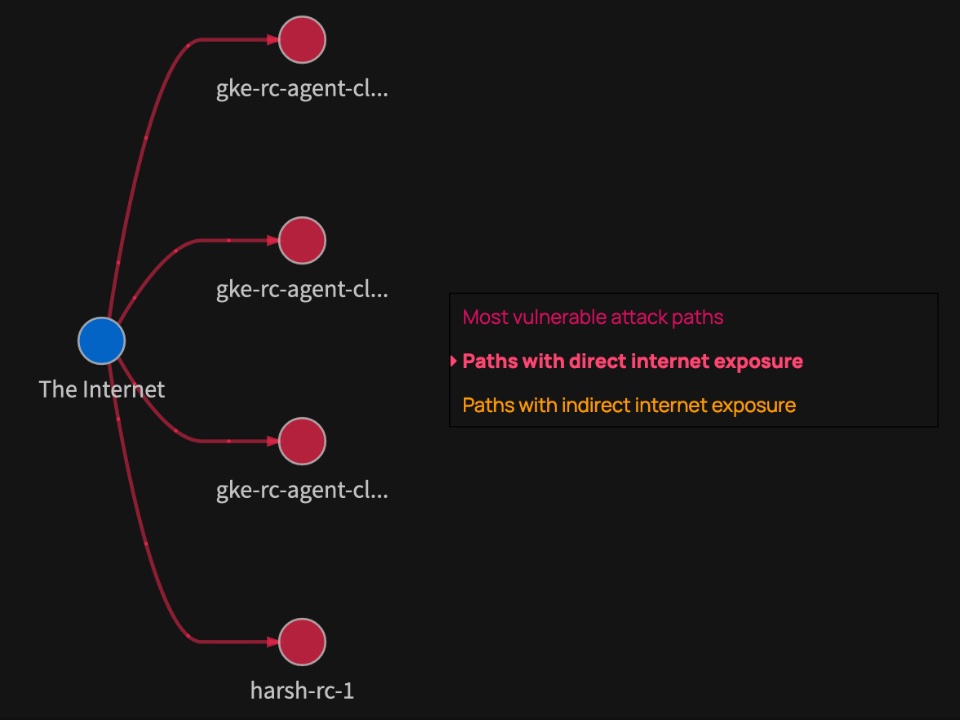 gke-rc-agent-cl...
gke-rc-agent-cl...
The Internet
gke-rc-agent-cl...
harsh-rc-1
Most vulnerable attack paths
Paths with direct internet exposure
Paths with indirect internet exposure